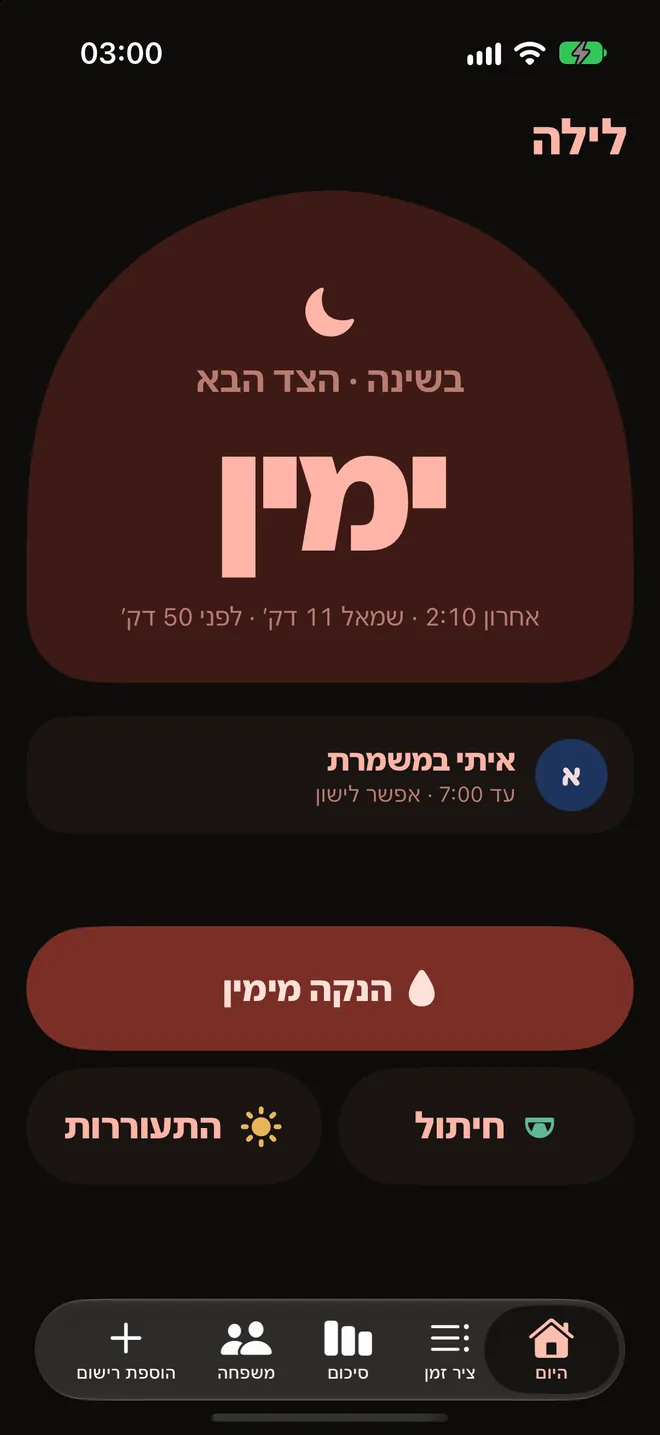 03:00
לילה
בשינה · הצד הבא
ימין
אחרון 2:10 · שמאל 11 דק׳ · לפני 50 דק׳
א
איתי במשמרת
עד 7:00 · אפשר לישון
הנקה מימין
חיתול
התעוררות
היום
ציר זמן
סיכום
משפחה
הוספת רישום